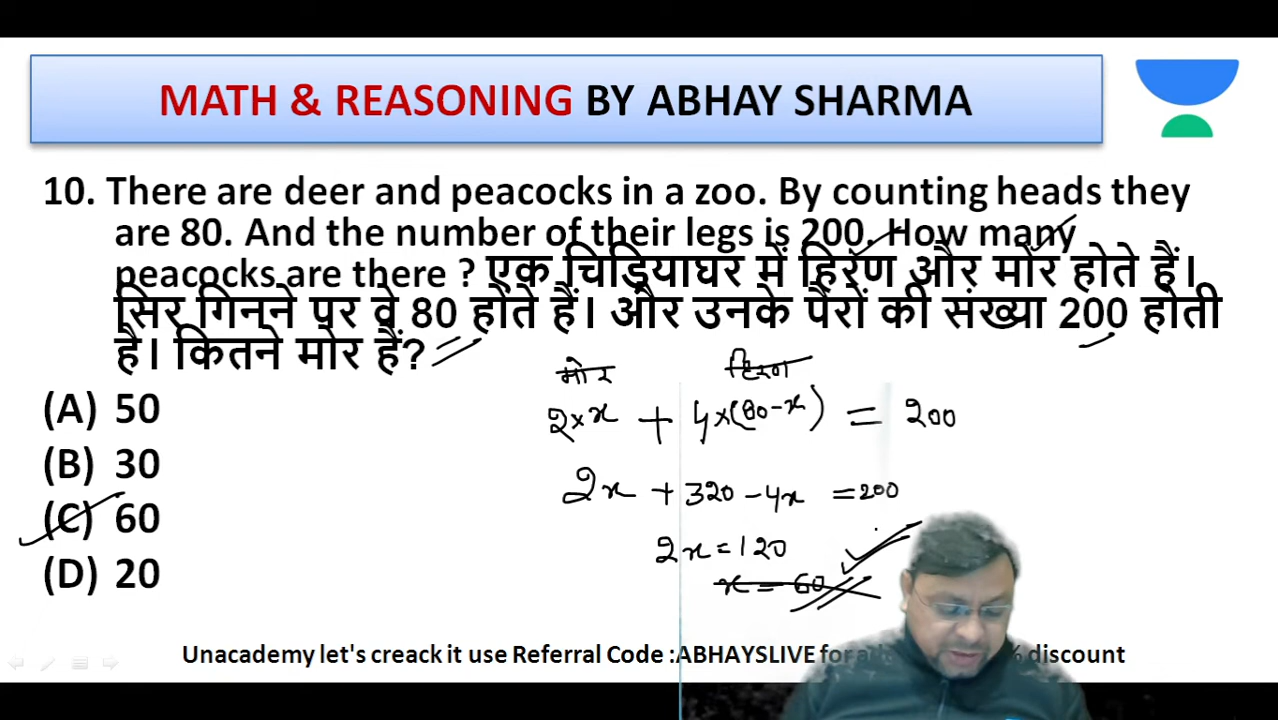 MATH & REASONING BY ABHAY SHARMA
10. There are deer and peacocks in a zoo. By counting heads they
are 80. And the number of their legs is 200. How many
peacocks are there ? एक चिड़ियाघर में हिरण और मोर होते हैं।
सिर गिनने पर वे 80 होते हैं। और उनके पैरों की संख्या 200 होती
है। कितने मोर हैं?
मोर हिरन
(A) 50
2×x + 4×(80-x) = 200
(B) 30
2x + 320 - 4x = 200
(C) 60
2x = 120
(D) 20
x = 60
Unacademy let's creack it use Referral Code :ABHAYSLIVE for discount